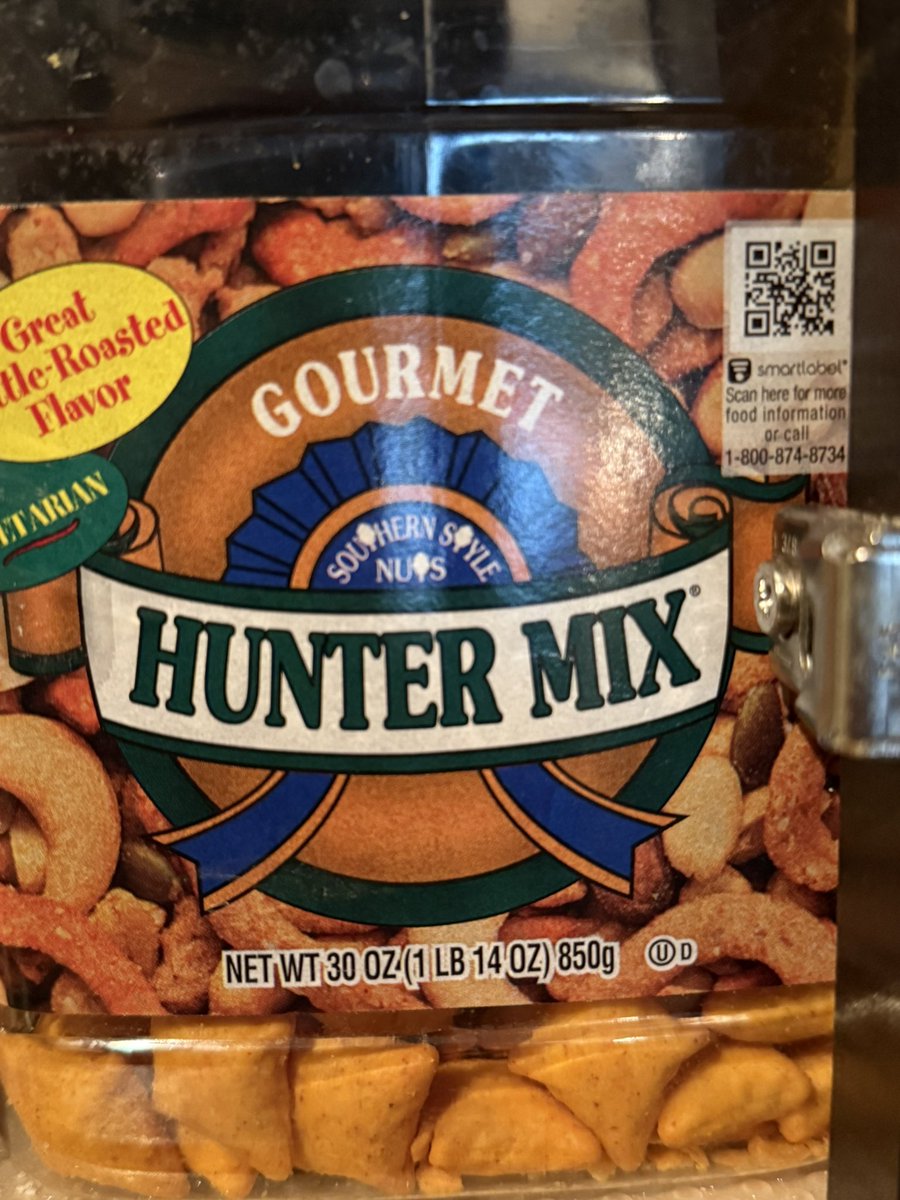 Great
ttle-Roasted
Flavor
ETARIAN
GOURMET
SOUTHERN STYLE
NUTS
HUNTER MIX®
smartlabel®
Scan here for more
food information
or call
1-800-874-8734
NET WT 30 OZ (1 LB 14 OZ) 850g
U D